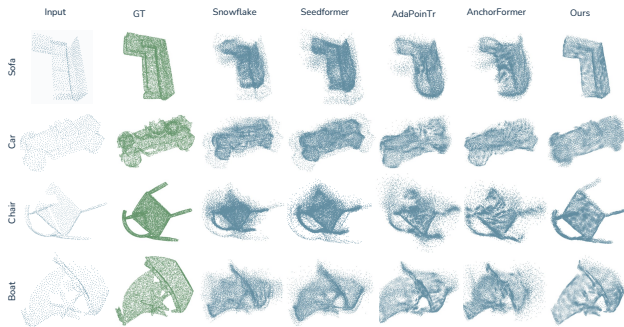 Input GT Snowflake Seedformer AdaPoinTr AnchorFormer Ours
Sofa
Car
Chair
Boat